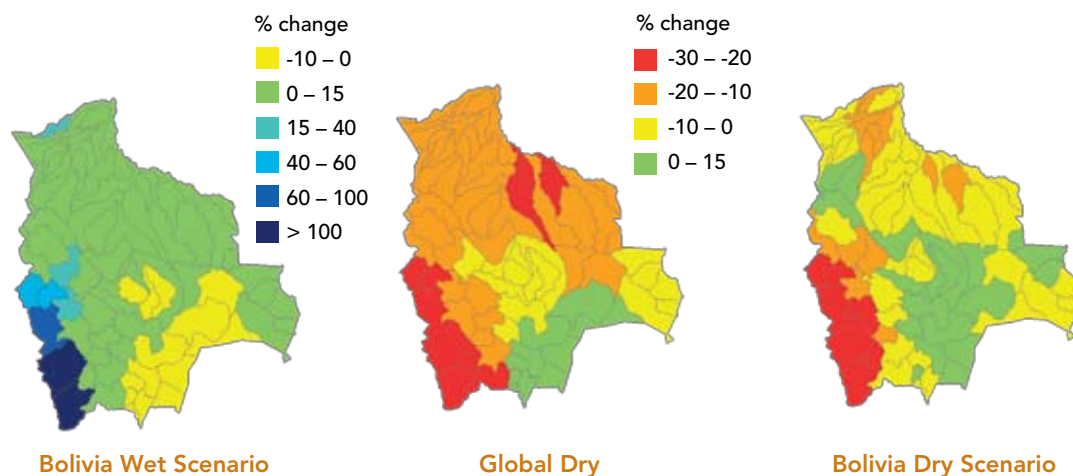 % change
-10 – 0
0 – 15
15 – 40
40 – 60
60 – 100
> 100
% change
-30 – -20
-20 – -10
-10 – 0
0 – 15
Bolivia Wet Scenario
Global Dry
Bolivia Dry Scenario